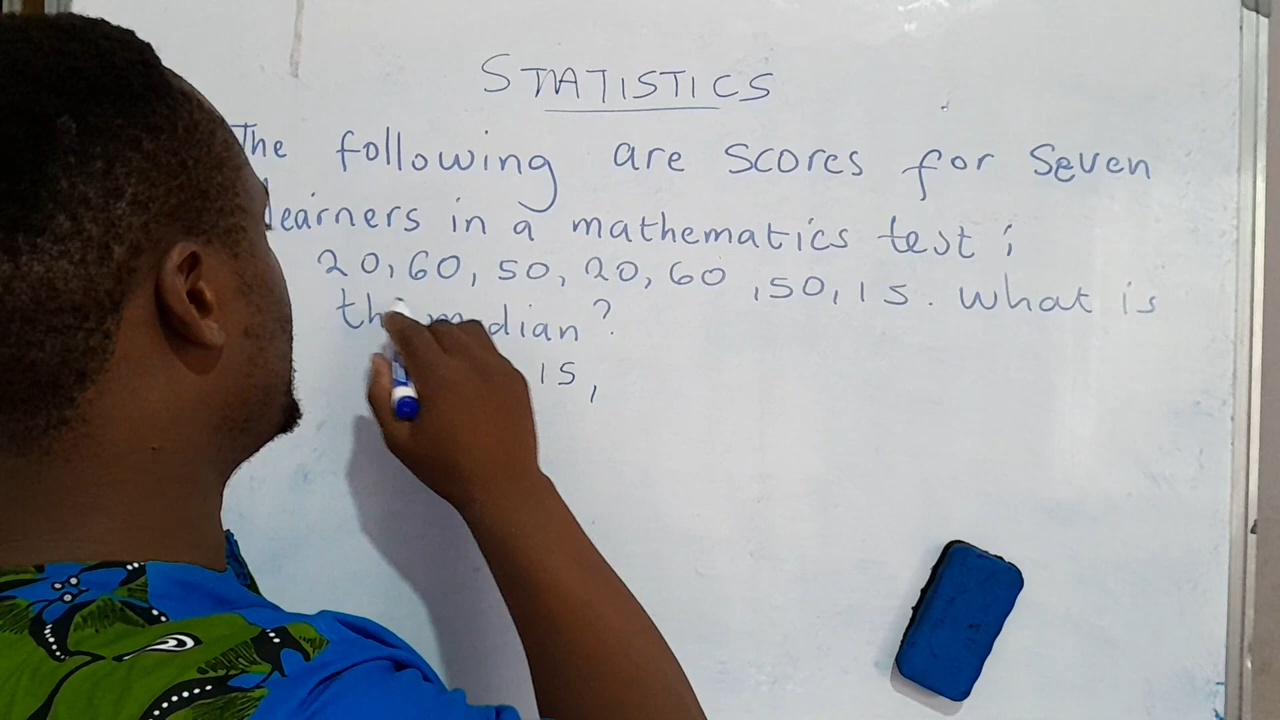 STATISTICS
The following are scores for seven
learners in a mathematics test;
20, 60, 50, 20, 60, 50, 15. What is
the median?
15,